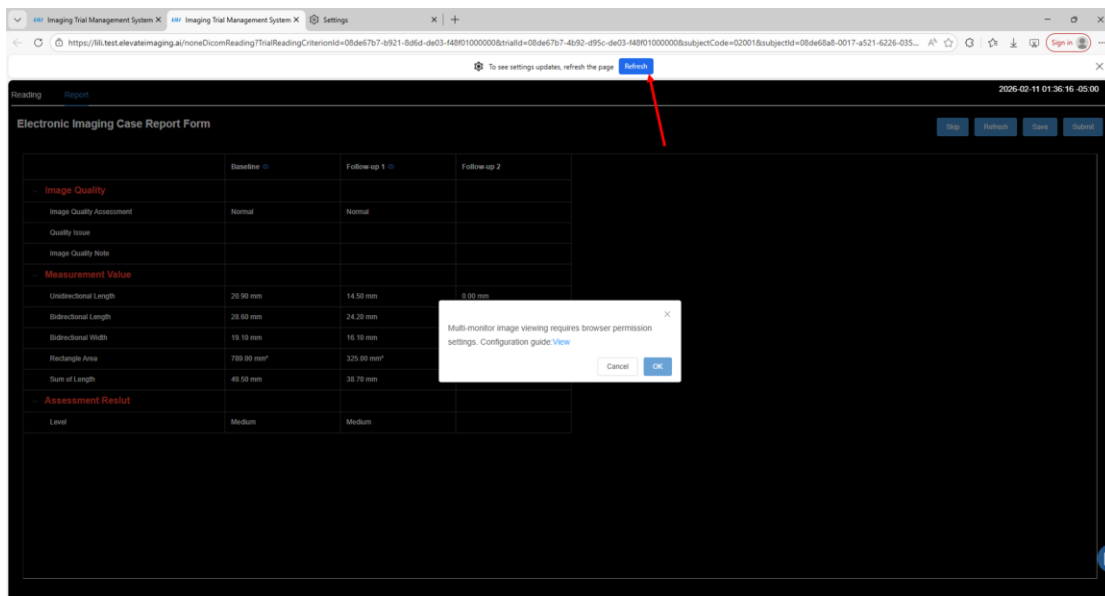 Imaging Trial Management System
Imaging Trial Management System
Settings
https://lili.test.elevateimaging.ai/noneDicomReading?TrialReadingCriterionId=08de67b7-b921-8d6d-de03-f48f01000000&trialId=08de67b7-4b92-d95c-de03-f48f01000000&subjectCode=02001&subjectId=08de68a8-0017-a521-6226-035...
Sign in
To see settings updates, refresh the page Refresh
Reading Report 2026-02-11 01:36:16 -05:00
Electronic Imaging Case Report Form Skip Refresh Save Submit
Baseline Follow-up 1 Follow-up 2
Image Quality
Image Quality Assessment Normal Normal
Quality Issue
Image Quality Note
Measurement Value
Unidirectional Length 20.90 mm 14.50 mm 0.00 mm
Bidirectional Length 28.60 mm 24.20 mm
Bidirectional Width 19.10 mm 16.10 mm
Rectangle Area 789.00 mm² 325.00 mm²
Sum of Length 49.50 mm 38.70 mm
Assessment Reslut
Level Medium Medium
Multi-monitor image viewing requires browser permission
settings. Configuration guide:View
Cancel OK